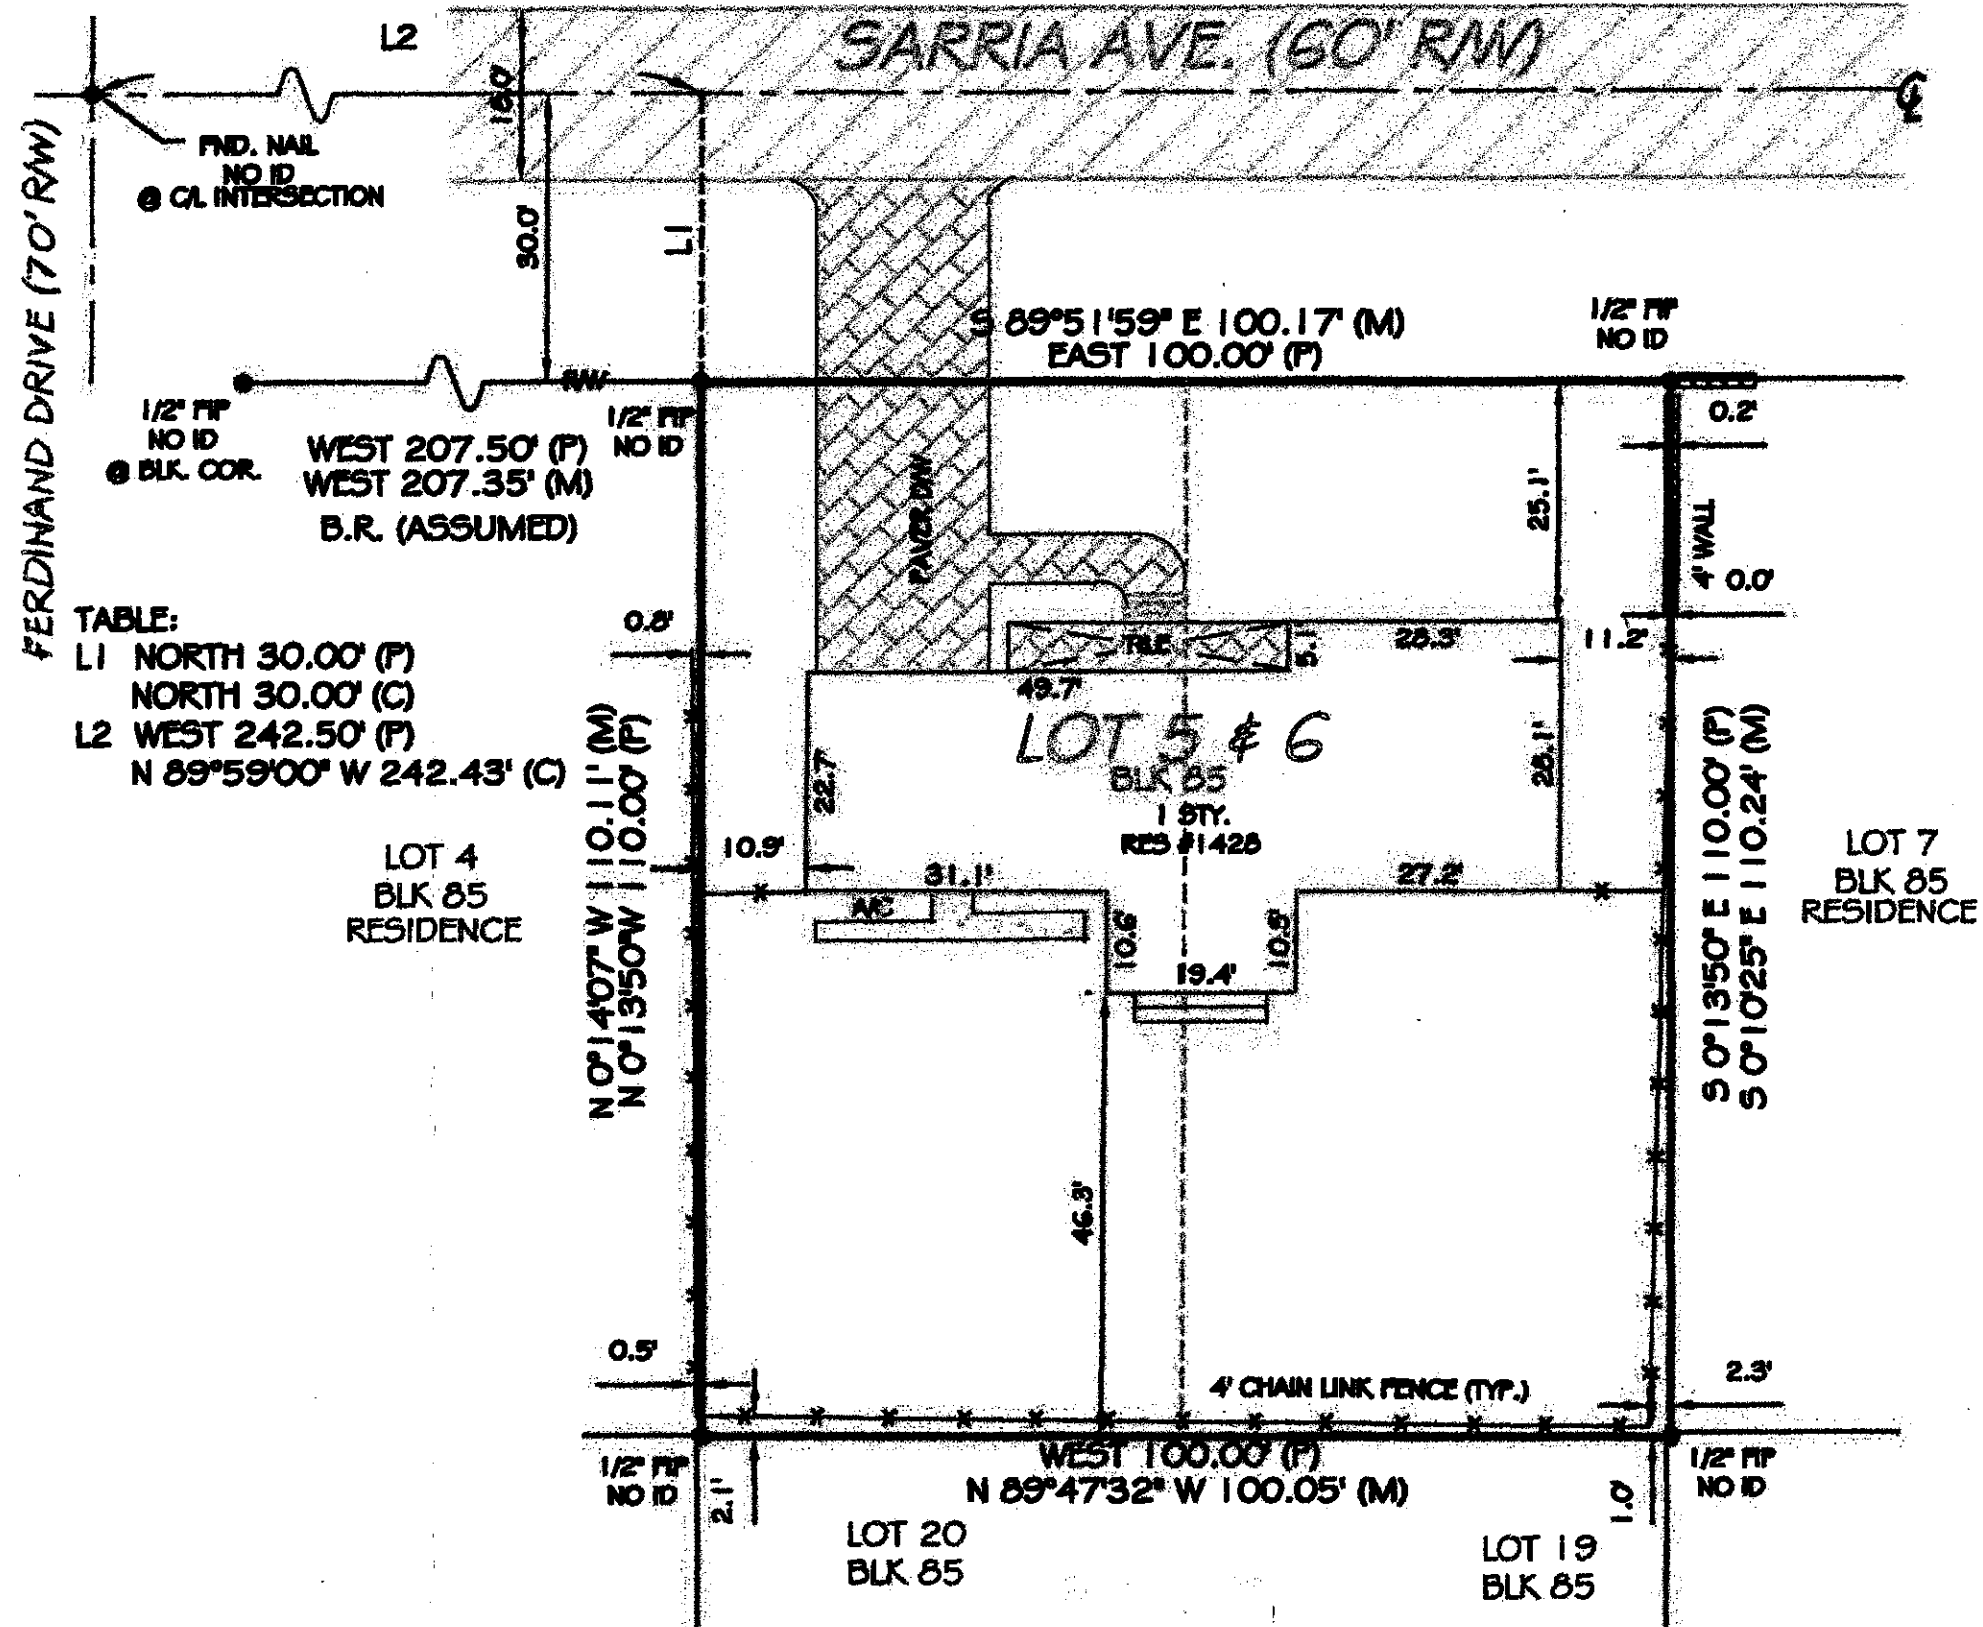 L2
SARRIA AVE. (60' R/W)
18.0'
FND. NAIL
NO ID
@ C/L INTERSECTION
FERDINAND DRIVE (70' R/W)
30.0'
L1
S 89°51'59" E 100.17' (M)
EAST 100.00' (P)
1/2" FIP
NO ID
R/W
1/2" FIP
NO ID
@ BLK. COR.
1/2" FIP
NO ID
WEST 207.50' (P)
WEST 207.35' (M)
B.R. (ASSUMED)
0.2'
25.1'
4' WALL
0.0'
PAVER D/W
TABLE:
L1 NORTH 30.00' (P)
NORTH 30.00' (C)
L2 WEST 242.50' (P)
N 89°59'00" W 242.43' (C)
0.8'
TILE
5.1'
28.3'
11.2'
49.7'
LOT 5 & 6
BLK 85
1 STY.
RES #1428
22.7'
28.1'
N 0°14'07" W 110.11' (M)
N 0°13'50" W 110.00' (P)
S 0°13'50" E 110.00' (P)
S 0°10'25" E 110.24' (M)
LOT 4
BLK 85
RESIDENCE
LOT 7
BLK 85
RESIDENCE
10.9'
31.1'
27.2'
A/C
10.6'
10.8'
19.4'
46.3'
0.5'
4' CHAIN LINK FENCE (TYP.)
2.3'
WEST 100.00' (P)
N 89°47'32" W 100.05' (M)
1/2" FIP
NO ID
2.1'
1.0'
1/2" FIP
NO ID
LOT 20
BLK 85
LOT 19
BLK 85